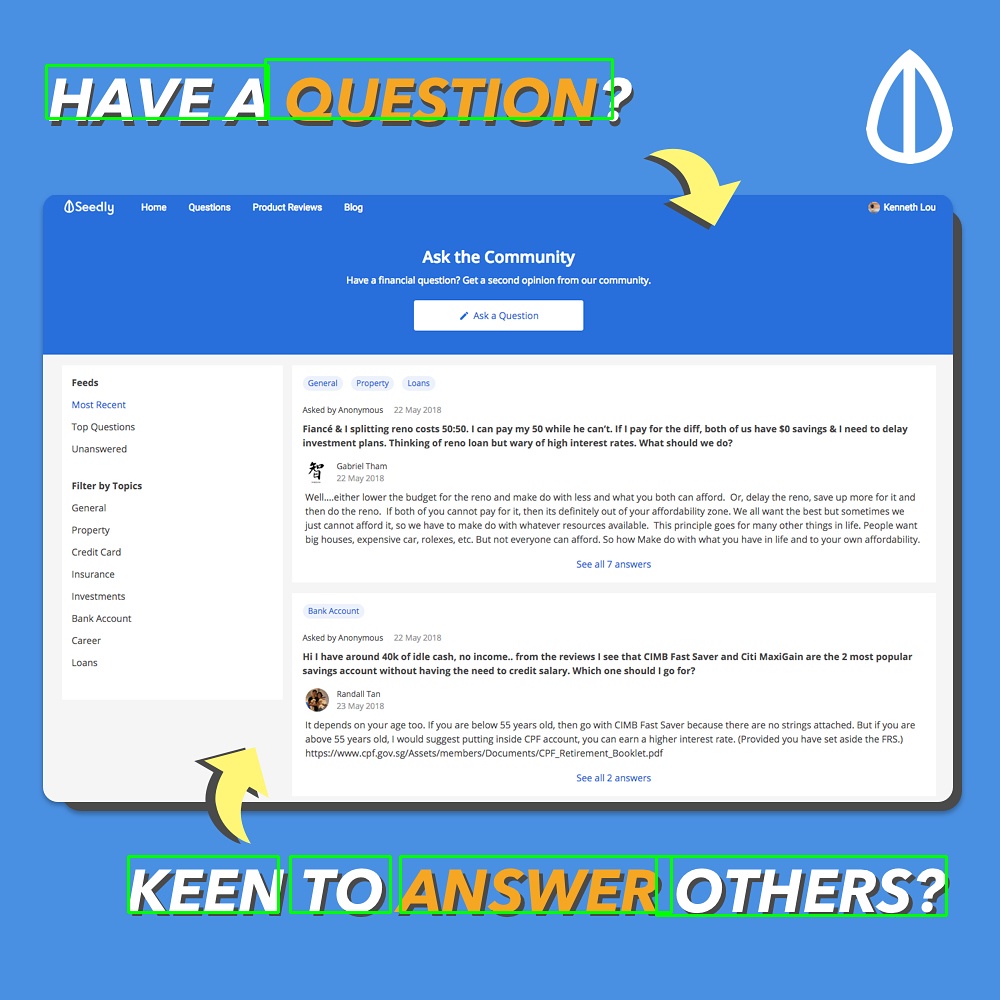 HAVE A QUESTION?
Seedly Home Questions Product Reviews Blog Kenneth Lou
Ask the Community
Have a financial question? Get a second opinion from our community.
Ask a Question
Feeds
Most Recent
Top Questions
Unanswered
Filter by Topics
General
Property
Credit Card
Insurance
Investments
Bank Account
Career
Loans
General Property Loans
Asked by Anonymous 22 May 2018
Fiancé & I splitting reno costs 50:50. I can pay my 50 while he can't. If I pay for the diff, both of us have $0 savings & I need to delay
investment plans. Thinking of reno loan but wary of high interest rates. What should we do?
智
Gabriel Tham
22 May 2018
Well....either lower the budget for the reno and make do with less and what you both can afford. Or, delay the reno, save up more for it and
then do the reno. If both of you cannot pay for it, then its definitely out of your affordability zone. We all want the best but sometimes we
just cannot afford it, so we have to make do with whatever resources available. This principle goes for many other things in life. People want
big houses, expensive car, rolexes, etc. But not everyone can afford. So how Make do with what you have in life and to your own affordability.
See all 7 answers
Bank Account
Asked by Anonymous 22 May 2018
Hi I have around 40k of idle cash, no income.. from the reviews I see that CIMB Fast Saver and Citi MaxiGain are the 2 most popular
savings account without having the need to credit salary. Which one should I go for?
Randall Tan
23 May 2018
It depends on your age too. If you are below 55 years old, then go with CIMB Fast Saver because there are no strings attached. But if you are
above 55 years old, I would suggest putting inside CPF account, you can earn a higher interest rate. (Provided you have set aside the FRS.)
https://www.cpf.gov.sg/Assets/members/Documents/CPF_Retirement_Booklet.pdf
See all 2 answers
KEEN TO ANSWER OTHERS?